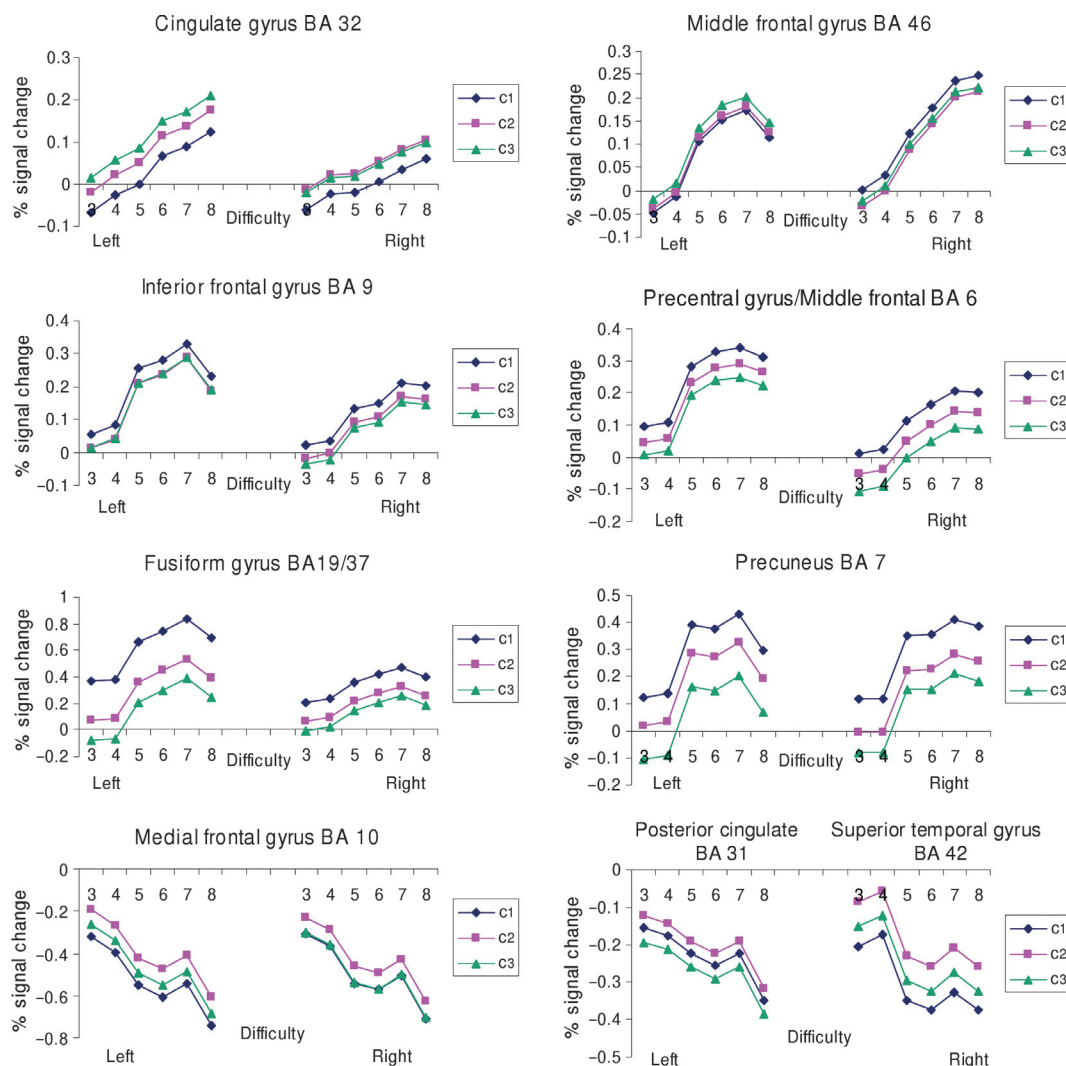 Cingulate gyrus BA 32
% signal change
0.3
0.2
0.1
0
−0.1
3 4 5 6 7 8 Difficulty 3 4 5 6 7 8
Left Right
C1
C2
C3
Middle frontal gyrus BA 46
% signal change
0.3
0.25
0.2
0.15
0.1
0.05
0
−0.05
−0.1
3 4 5 6 7 8 Difficulty 3 4 5 6 7 8
Left Right
C1
C2
C3
Inferior frontal gyrus BA 9
% signal change
0.4
0.3
0.2
0.1
0
−0.1
3 4 5 6 7 8 Difficulty 3 4 5 6 7 8
Left Right
C1
C2
C3
Precentral gyrus/Middle frontal BA 6
% signal change
0.4
0.3
0.2
0.1
0
−0.1
−0.2
3 4 5 6 7 8 Difficulty 3 4 5 6 7 8
Left Right
C1
C2
C3
Fusiform gyrus BA19/37
% signal change
1
0.8
0.6
0.4
0.2
0
−0.2
3 4 5 6 7 8 Difficulty 3 4 5 6 7 8
Left Right
C1
C2
C3
Precuneus BA 7
% signal change
0.5
0.4
0.3
0.2
0.1
0
−0.1
−0.2
3 4 5 6 7 8 Difficulty 3 4 5 6 7 8
Left Right
C1
C2
C3
Medial frontal gyrus BA 10
% signal change
0
−0.2
−0.4
−0.6
−0.8
3 4 5 6 7 8 Difficulty 3 4 5 6 7 8
Left Right
C1
C2
C3
Posterior cingulate
BA 31
Superior temporal gyrus
BA 42
% signal change
0
−0.1
−0.2
−0.3
−0.4
−0.5
3 4 5 6 7 8 3 4 5 6 7 8
Difficulty
Left Right
C1
C2
C3